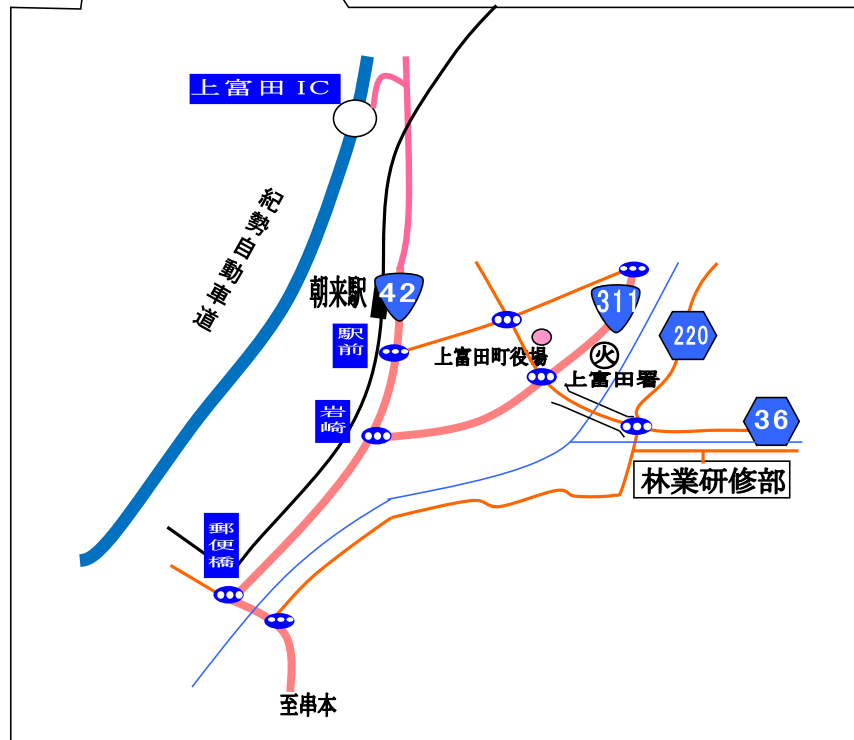 上富田IC
紀勢自動車道
朝来駅
42
311
駅前
上富田町役場
火
上富田署
220
岩崎
36
林業研修部
郵便橋
至串本